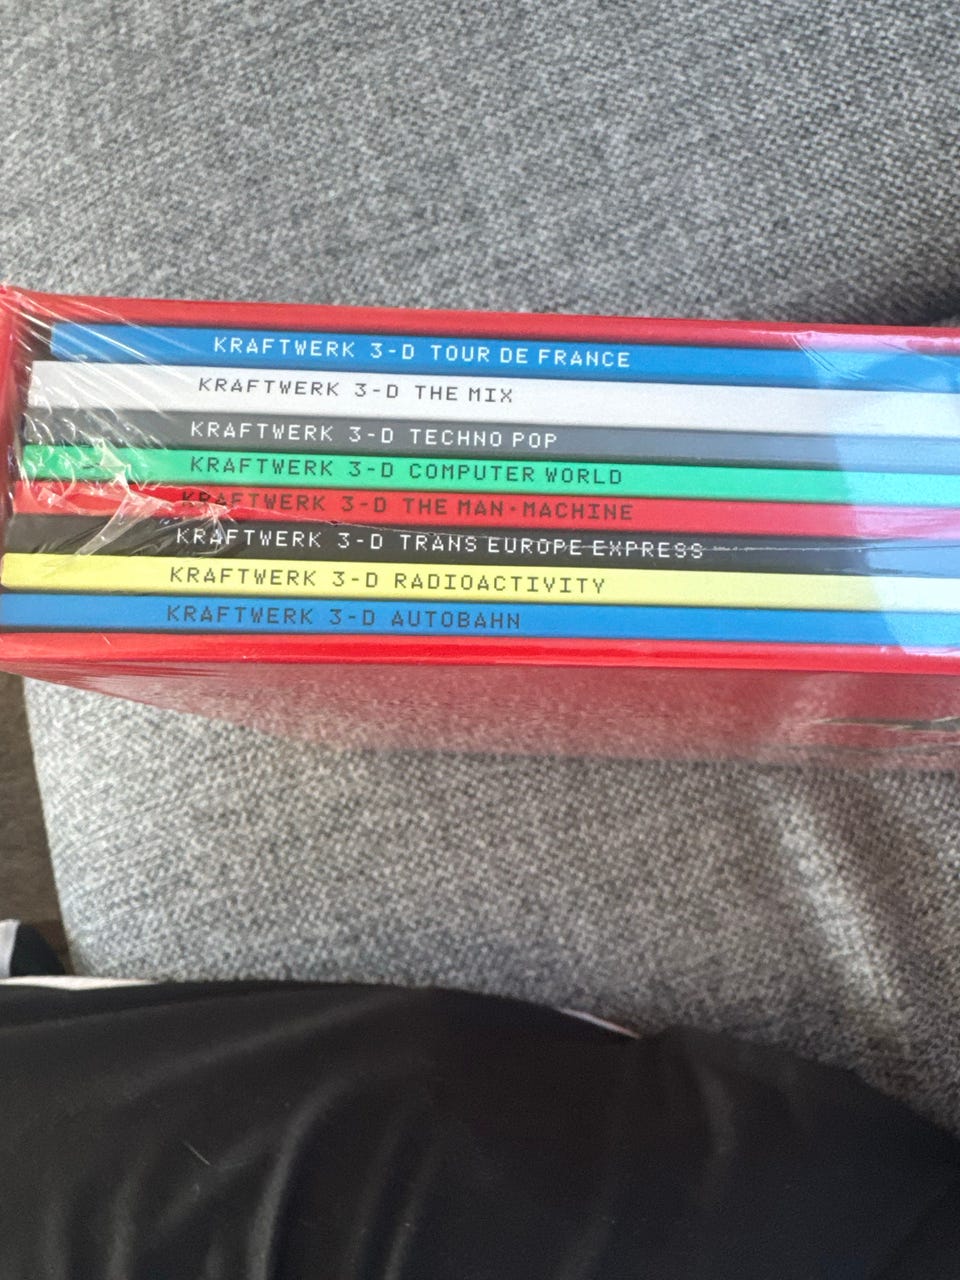 KRAFTWERK 3-D TOUR DE FRANCE
KRAFTWERK 3-D THE MIX
KRAFTWERK 3-D TECHNO POP
KRAFTWERK 3-D COMPUTER WORLD
KRAFTWERK 3-D THE MAN·MACHINE
KRAFTWERK 3-D TRANS EUROPE EXPRESS
KRAFTWERK 3-D RADIOACTIVITY
KRAFTWERK 3-D AUTOBAHN